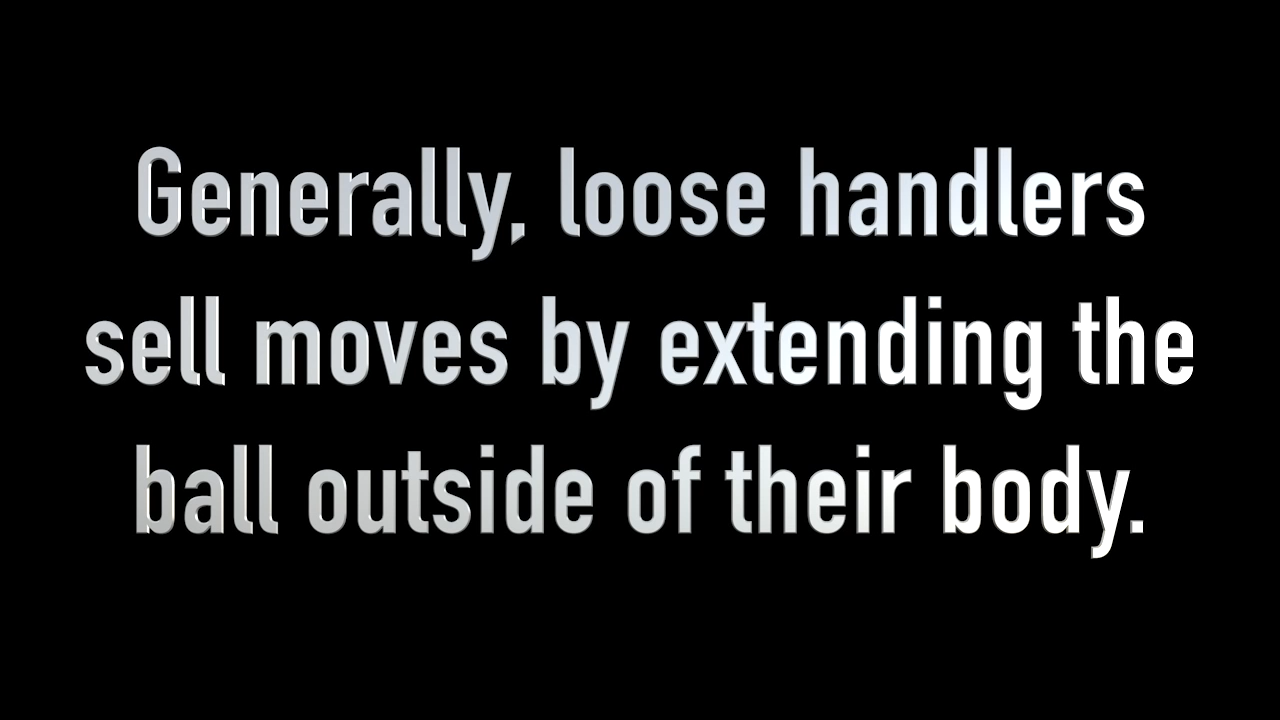 Generally, loose handlers
sell moves by extending the
ball outside of their body.